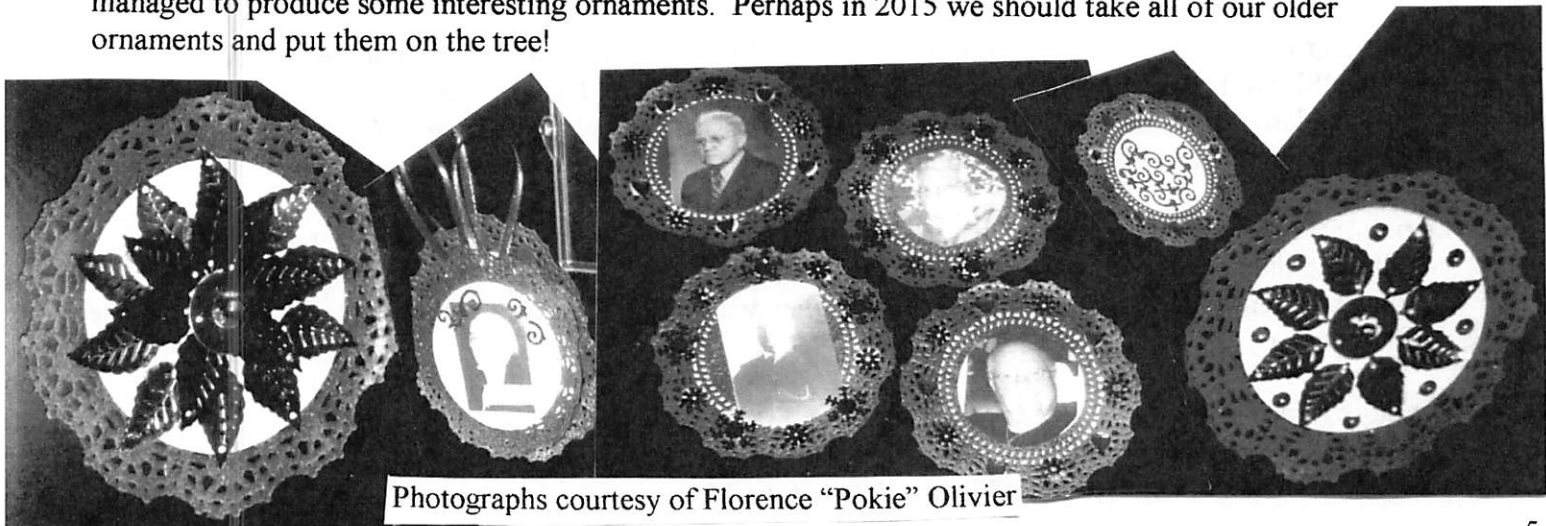 managed to produce some interesting ornaments. Perhaps in 2015 we should take all of our older
ornaments and put them on the tree!
Photographs courtesy of Florence “Pokie” Olivier
5